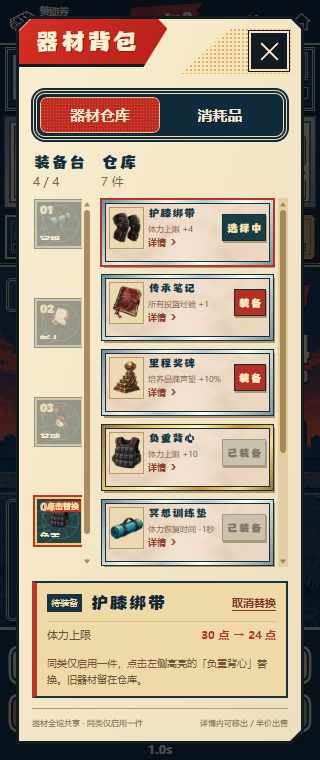 赞助商
器材背包
器材仓库
消耗品
装备台
4 / 4
仓库
7 件
01
02
03
04
点击替换
护膝绑带
体力上限 +4
详情 >
选择中
传承笔记
所有投篮经验 +1
详情 >
装备
里程奖碑
培养品牌声望 +10%
详情 >
装备
负重背心
体力上限 +10
详情 >
已装备
冥想训练垫
体力恢复时间 -1秒
详情 >
已装备
待装备
护膝绑带
取消替换
体力上限
30 点 → 24 点
同类仅启用一件，点击左侧高亮的「负重背心」替
换。旧器材留在仓库。
器材全馆共享 · 同类仅启用一件
详情内可移出 / 半价出售
1.0s